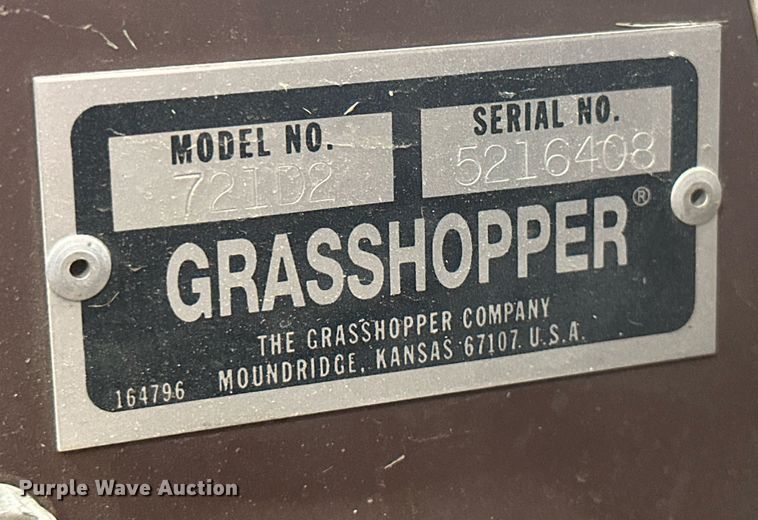 MODEL NO.
721D2
SERIAL NO.
5216408
GRASSHOPPER®
THE GRASSHOPPER COMPANY
MOUNDRIDGE, KANSAS 67107 U.S.A.
164796
Purple Wave Auction